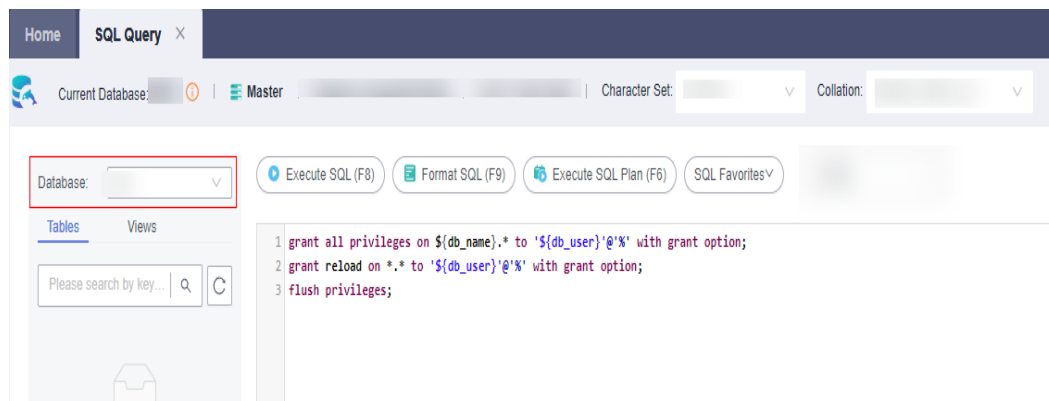 Home SQL Query ×
Current Database: Master | Character Set: Collation:
Database: Execute SQL (F8) Format SQL (F9) Execute SQL Plan (F6) SQL Favorites
Tables Views
Please search by key...
1 grant all privileges on ${db_name}.* to '${db_user}'@'%' with grant option;
2 grant reload on *.* to '${db_user}'@'%' with grant option;
3 flush privileges;